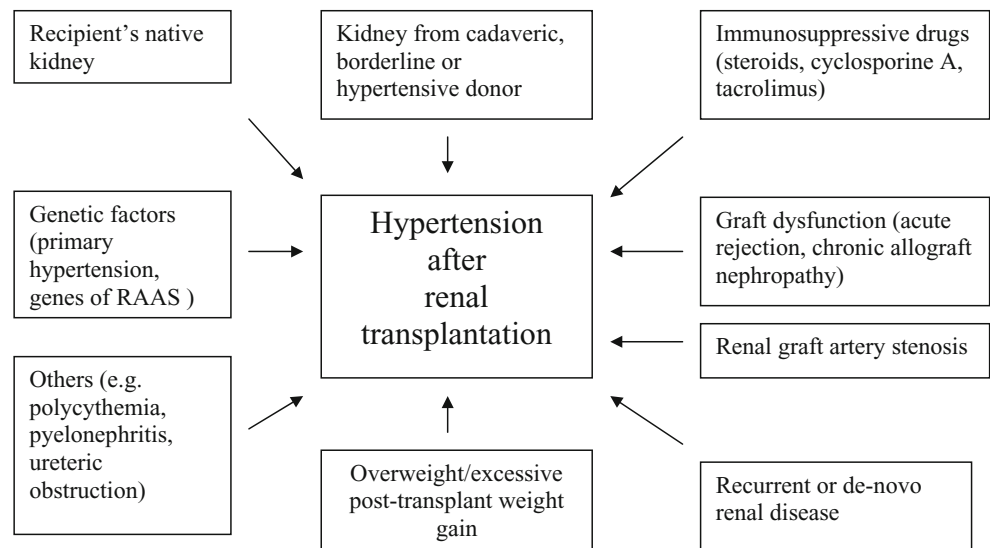 Recipient's native
kidney
Kidney from cadaveric,
borderline or
hypertensive donor
Immunosuppressive drugs
(steroids, cyclosporine A,
tacrolimus)
Genetic factors
(primary
hypertension,
genes of RAAS )
Hypertension
after
renal
transplantation
Graft dysfunction (acute
rejection, chronic allograft
nephropathy)
Renal graft artery stenosis
Others (e.g.
polycythemia,
pyelonephritis,
ureteric
obstruction)
Overweight/excessive
post-transplant weight
gain
Recurrent or de-novo
renal disease